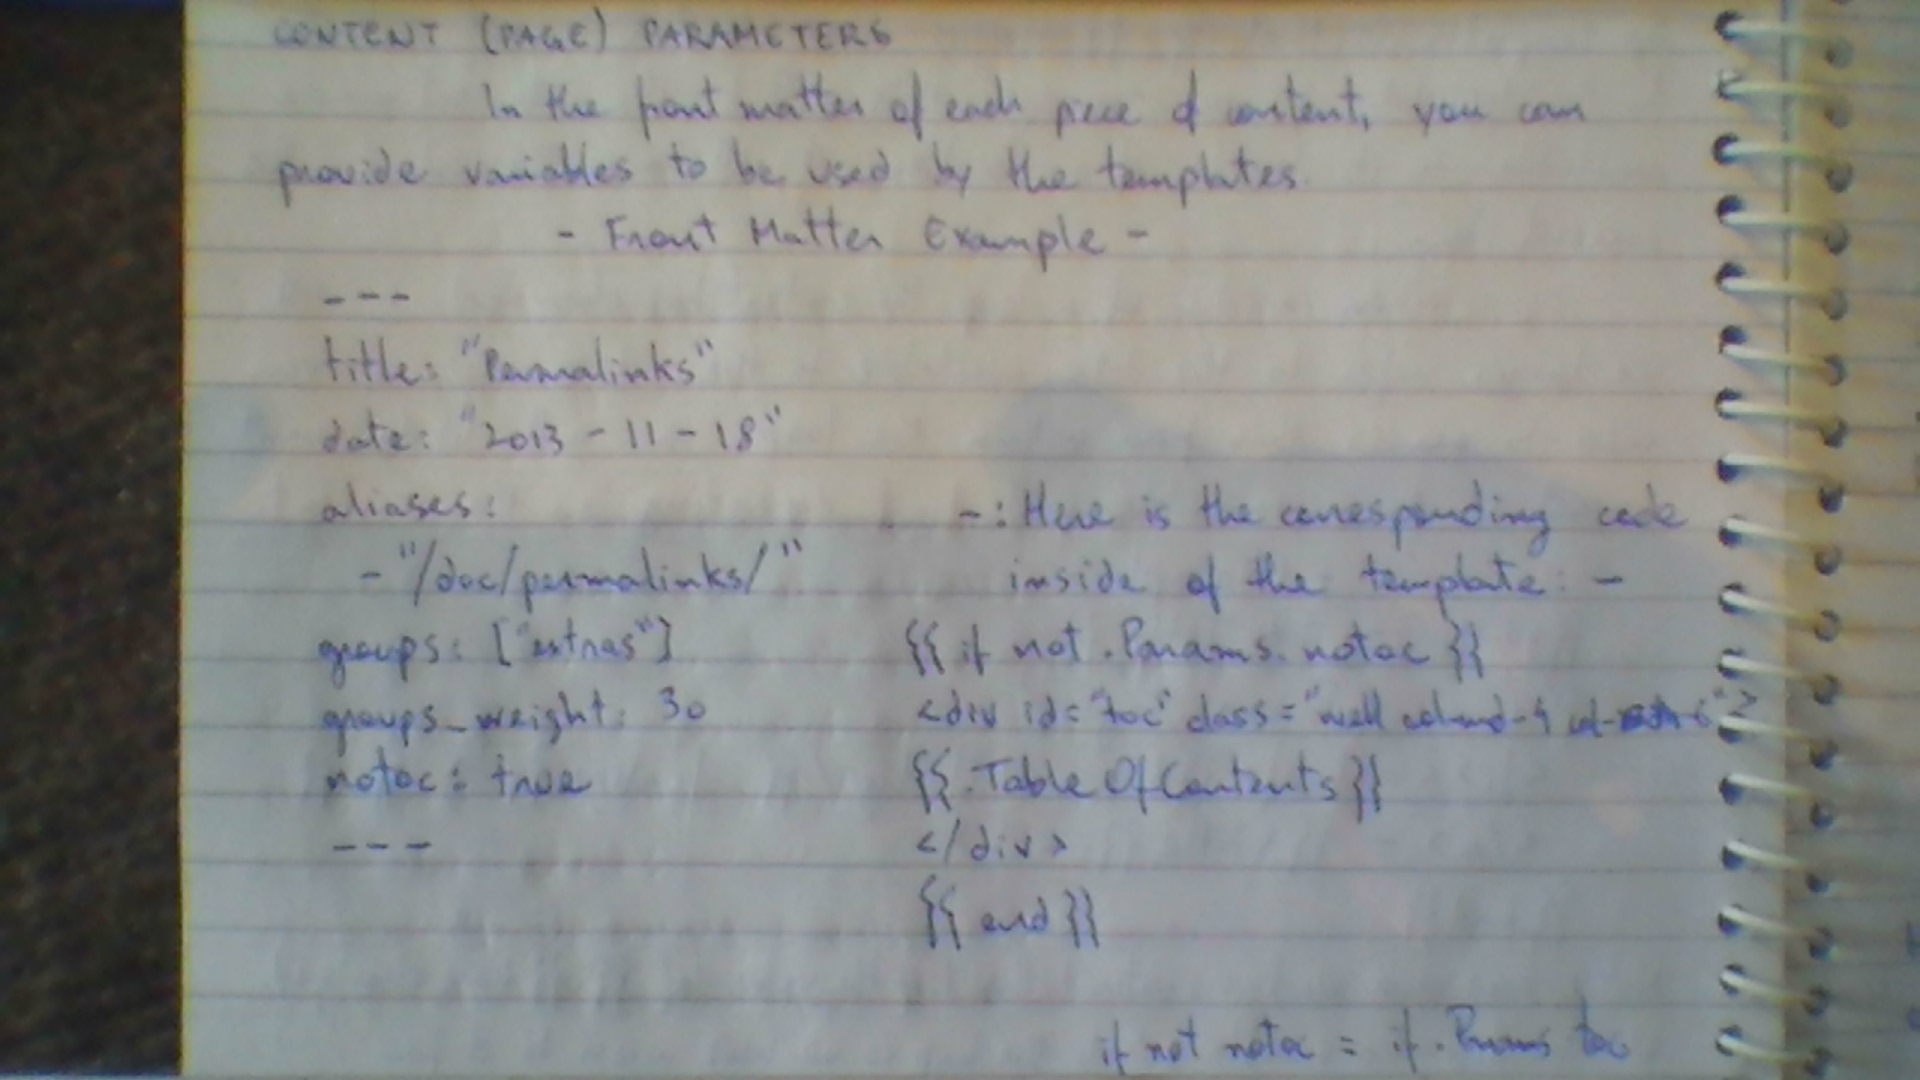 CONTENT (PAGE) PARAMETERS
In the front matter of each piece of content, you can
provide variables to be used by the templates.
- Front Matter Example -
---
title: "Permalinks"
date: "2013-11-18"
aliases:
- "/doc/permalinks/"
groups: ["extras"]
groups_weight: 30
notoc: true
---
-: Here is the corresponding code
inside of the template: -
{{ if not .Params.notoc }}
<div id="toc" class="well col-md-4
{{ .TableOfContents }}
</div>
{{ end }}
if not notoc = if .Params toc